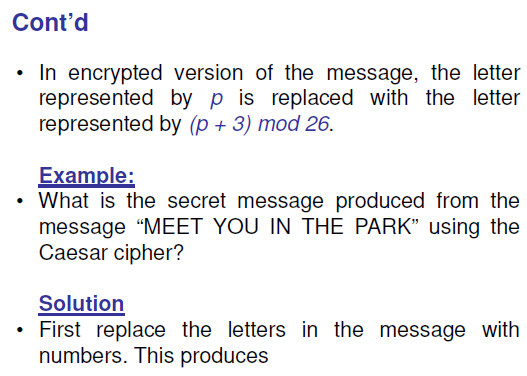 Cont’d
• In encrypted version of the message, the letter
represented by p is replaced with the letter
represented by (p + 3) mod 26.
Example:
• What is the secret message produced from the
message “MEET YOU IN THE PARK” using the
Caesar cipher?
Solution
• First replace the letters in the message with
numbers. This produces